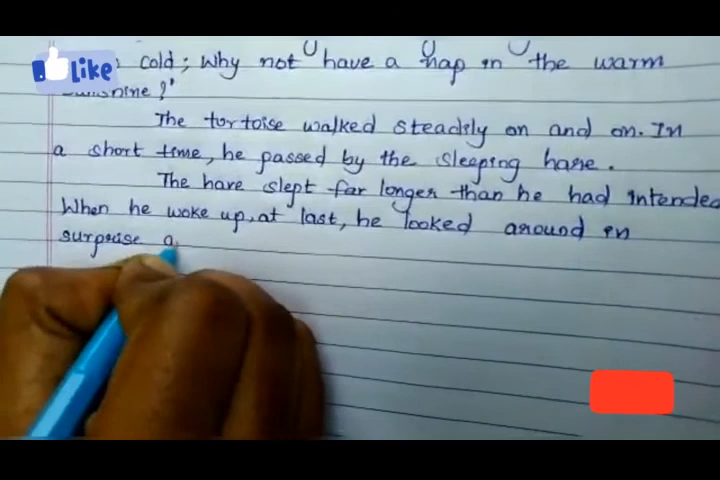 Like
cold; Why not have a nap in the warm
sunshine?'
The tortoise walked steadily on and on. In
a short time, he passed by the sleeping hare.
The hare slept far longer than he had intended
When he woke up, at last, he looked around in
surprise a